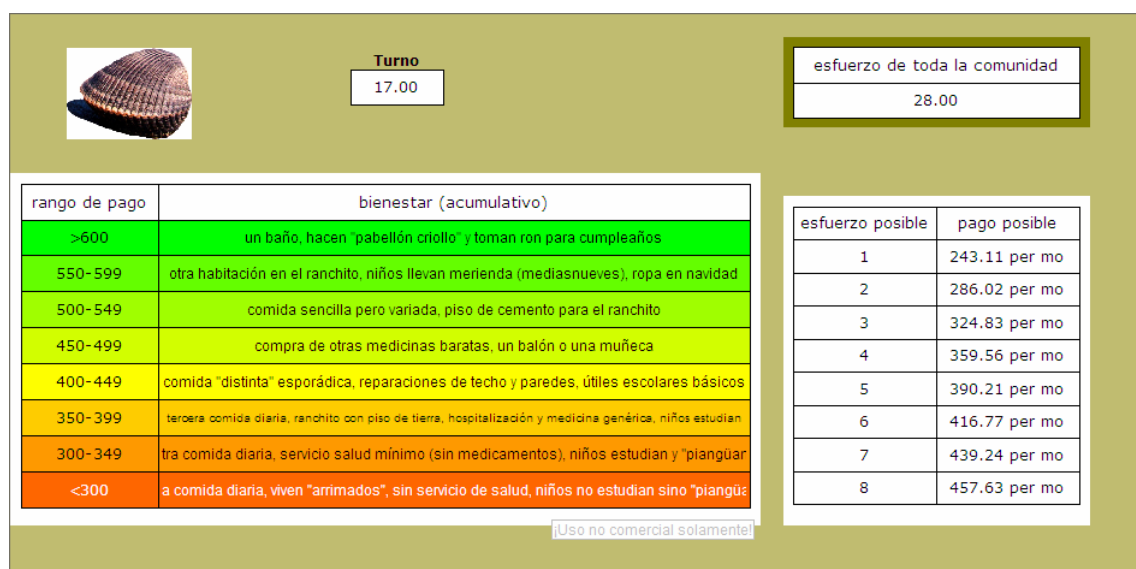 Turno
17.00
esfuerzo de toda la comunidad
28.00
rango de pago bienestar (acumulativo)
>600 un baño, hacen "pabellón criollo" y toman ron para cumpleaños
550-599 otra habitación en el ranchito, niños llevan merienda (mediasnueves), ropa en navidad
500-549 comida sencilla pero variada, piso de cemento para el ranchito
450-499 compra de otras medicinas baratas, un balón o una muñeca
400-449 comida "distinta" esporádica, reparaciones de techo y paredes, útiles escolares básicos
350-399 tercera comida diaria, ranchito con piso de tierra, hospitalización y medicina genérica, niños estudian
300-349 tra comida diaria, servicio salud mínimo (sin medicamentos), niños estudian y "piangüar
<300 a comida diaria, viven "arrimados", sin servicio de salud, niños no estudian sino "piangüa
esfuerzo posible pago posible
1 243.11 per mo
2 286.02 per mo
3 324.83 per mo
4 359.56 per mo
5 390.21 per mo
6 416.77 per mo
7 439.24 per mo
8 457.63 per mo
¡Uso no comercial solamente!